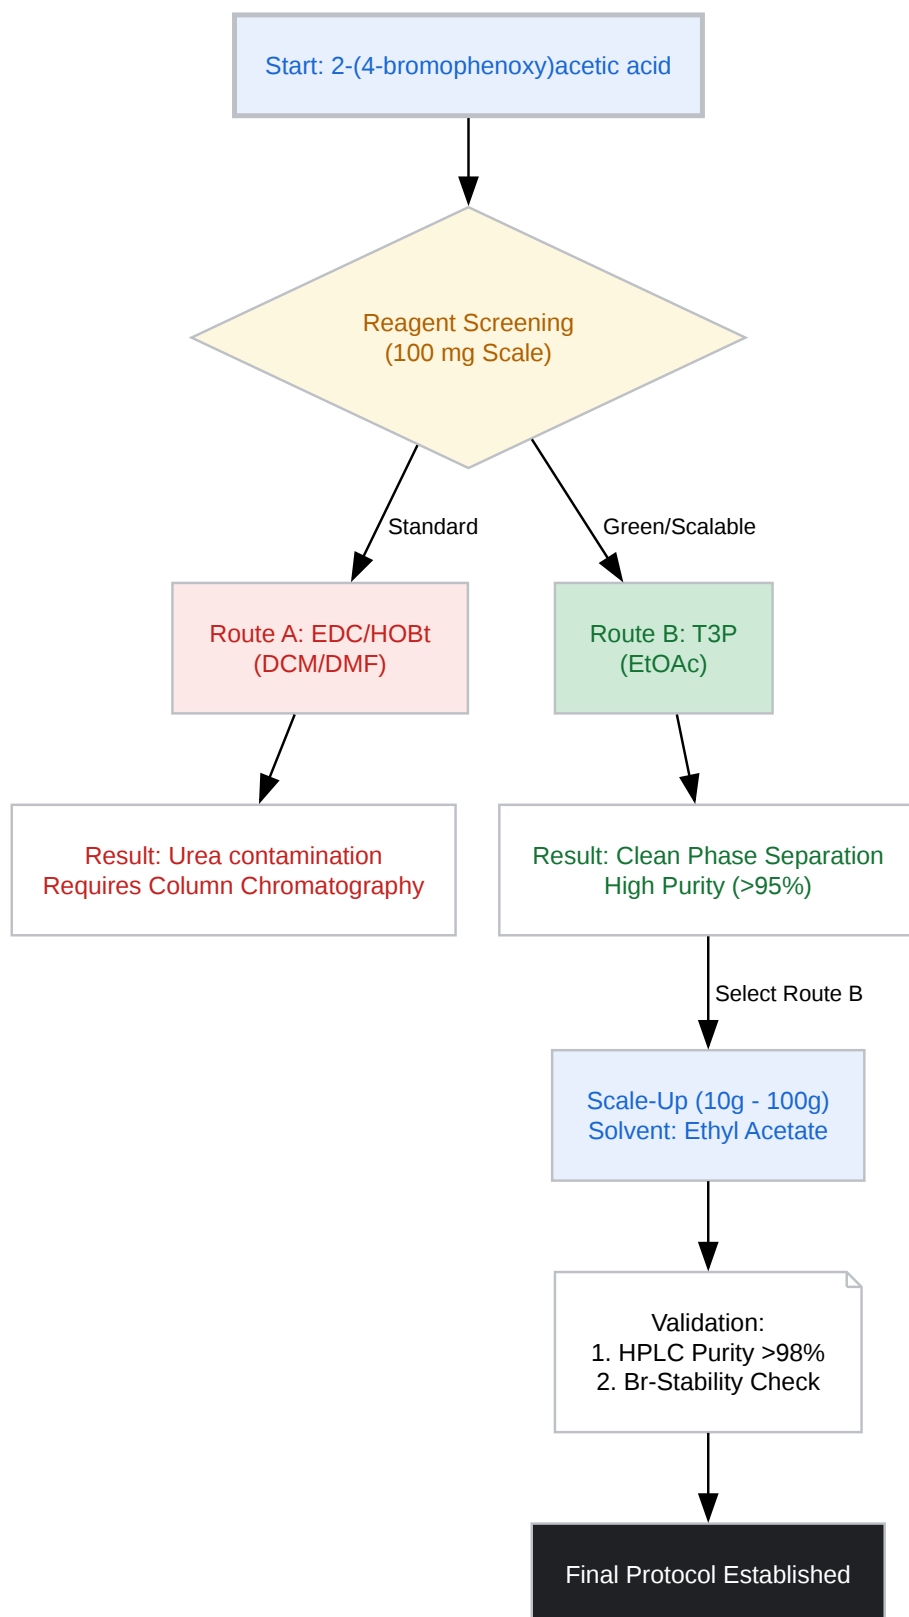 Start: 2-(4-bromophenoxy)acetic acid
Reagent Screening
(100 mg Scale)
Standard
Green/Scalable
Route A: EDC/HOBt
(DCM/DMF)
Route B: T3P
(EtOAc)
Result: Urea contamination
Requires Column Chromatography
Result: Clean Phase Separation
High Purity (>95%)
Select Route B
Scale-Up (10g - 100g)
Solvent: Ethyl Acetate
Validation:
1. HPLC Purity >98%
2. Br-Stability Check
Final Protocol Established